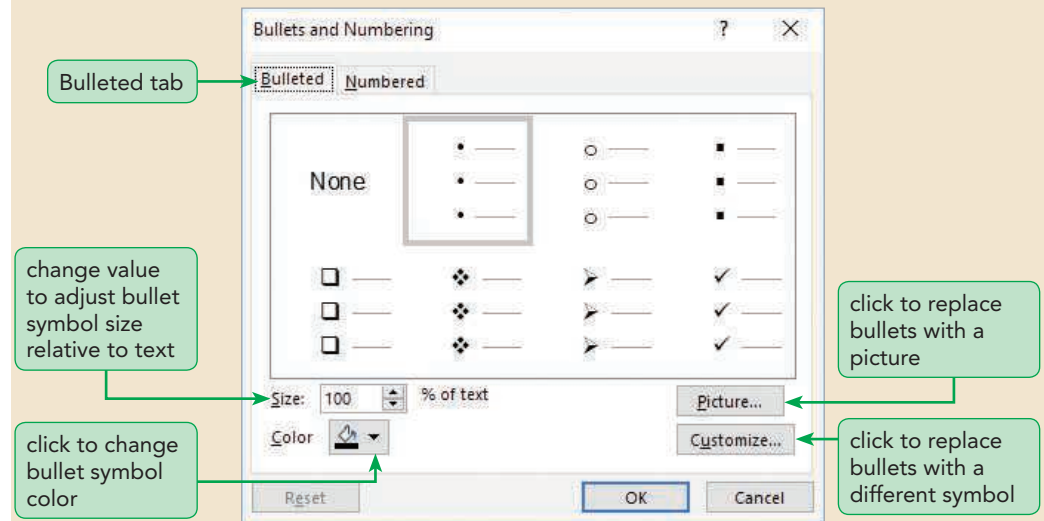 Bullets and Numbering
?
Bulleted tab
Bulleted
Numbered
None
change value
to adjust bullet
symbol size
relative to text
click to replace
bullets with a
picture
Size: 100 % of text
Picture...
Color
Customize...
click to change
bullet symbol
color
click to replace
bullets with a
different symbol
Reset
OK
Cancel